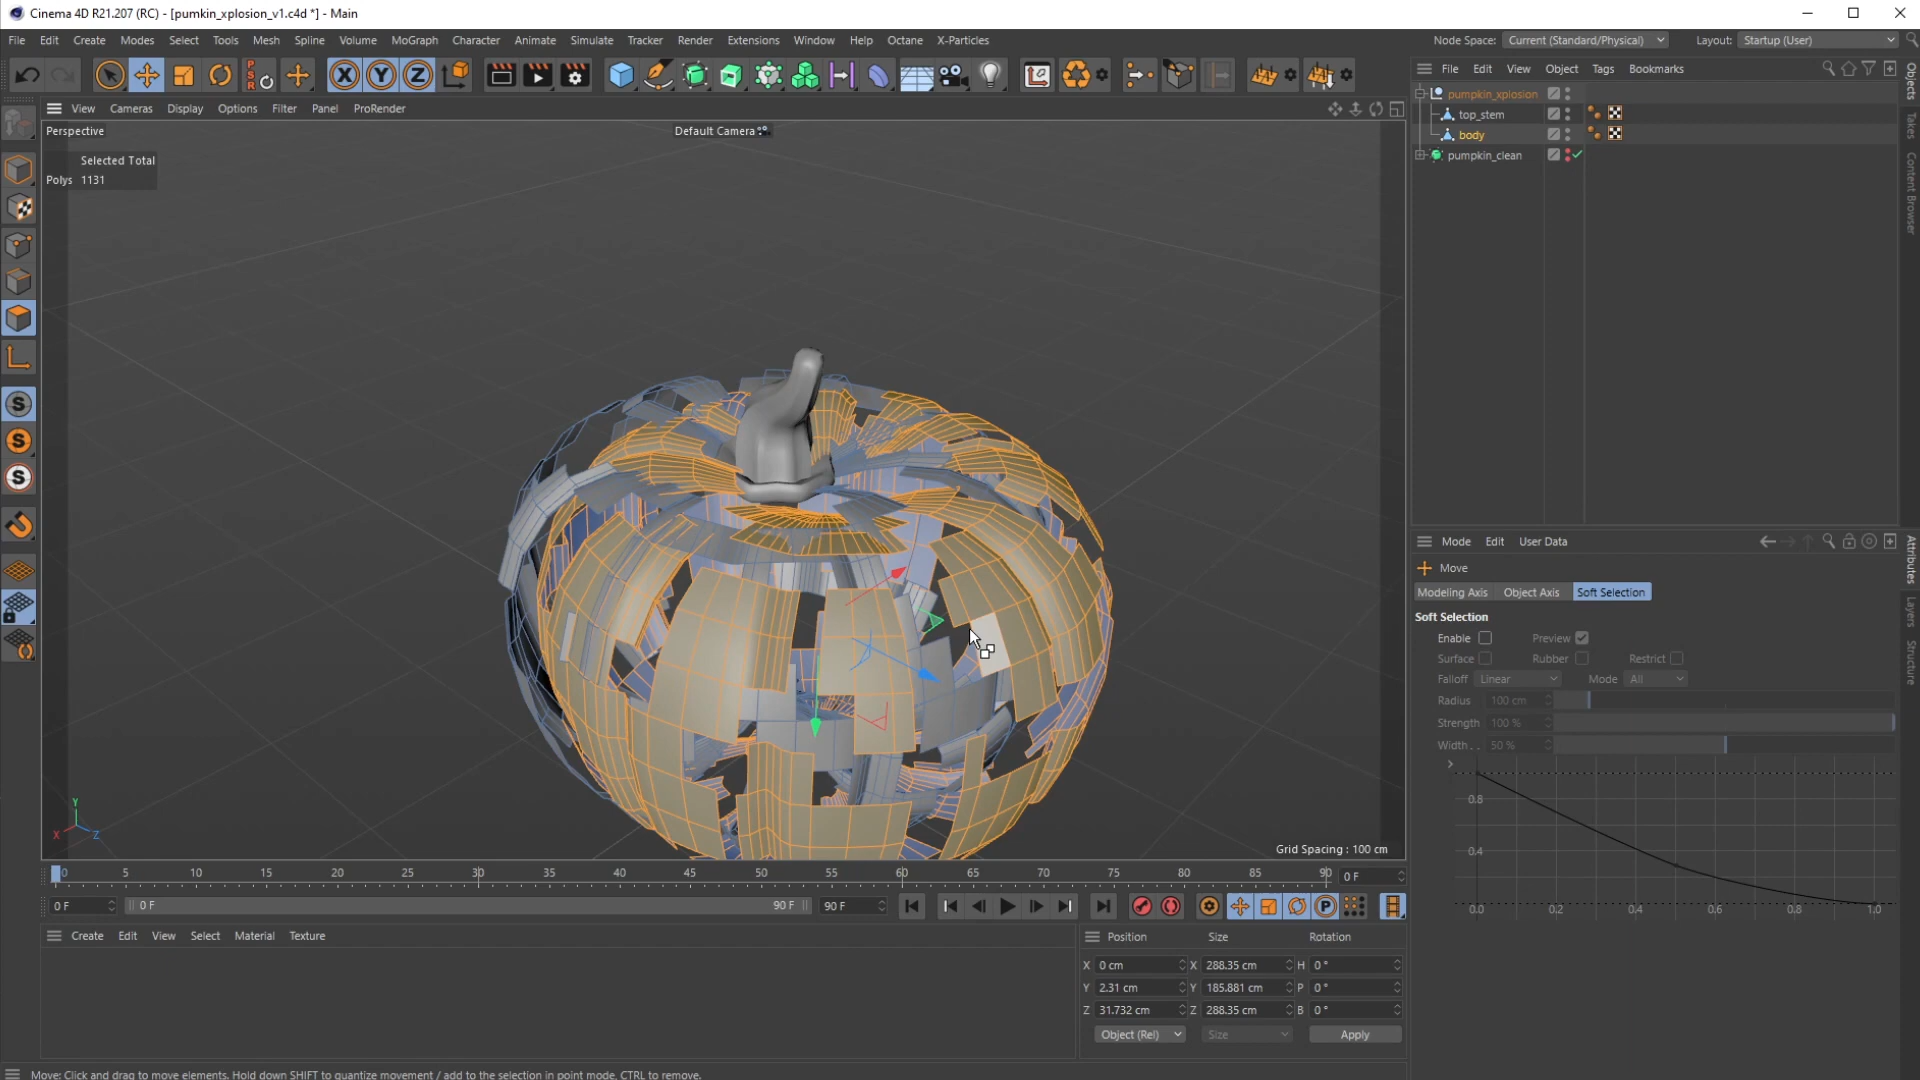 Cinema 4D R21.207 (RC) - [pumkin_xplosion_v1.c4d *] - Main
File Edit Create Modes Select Tools Mesh Spline Volume MoGraph Character Animate Simulate Tracker Render Extensions Window Help Octane X-Particles
Node Space: Current (Standard/Physical) Layout: Startup (User)
PSR X Y Z
View Cameras Display Options Filter Panel ProRender
Perspective
Default Camera
Selected Total
Polys 1131
S
S
S
Y
X Z
Grid Spacing : 100 cm
File Edit View Object Tags Bookmarks
pumpkin_xplosion
top_stem
body
pumpkin_clean
Objects
Takes
Content Browser
Mode Edit User Data
Move
Modeling Axis Object Axis Soft Selection
Soft Selection
Enable Preview
Surface Rubber Restrict
Falloff Linear Mode All
Radius 100 cm
Strength 100 %
Width . . 50 %
0.8
0.4
0.0 0.2 0.4 0.6 0.8 1.0
Attributes
Layers
Structure
0 5 10 15 20 25 30 35 40 45 50 55 60 65 70 75 80 85 90 0 F
0 F 0 F 90 F 90 F P
Create Edit View Select Material Texture
Position Size Rotation
X 0 cm X 288.35 cm H 0 °
Y 2.31 cm Y 185.881 cm P 0 °
Z 31.732 cm Z 288.35 cm B 0 °
Object (Rel) Size Apply
Move: Click and drag to move elements. Hold down SHIFT to quantize movement / add to the selection in point mode, CTRL to remove.